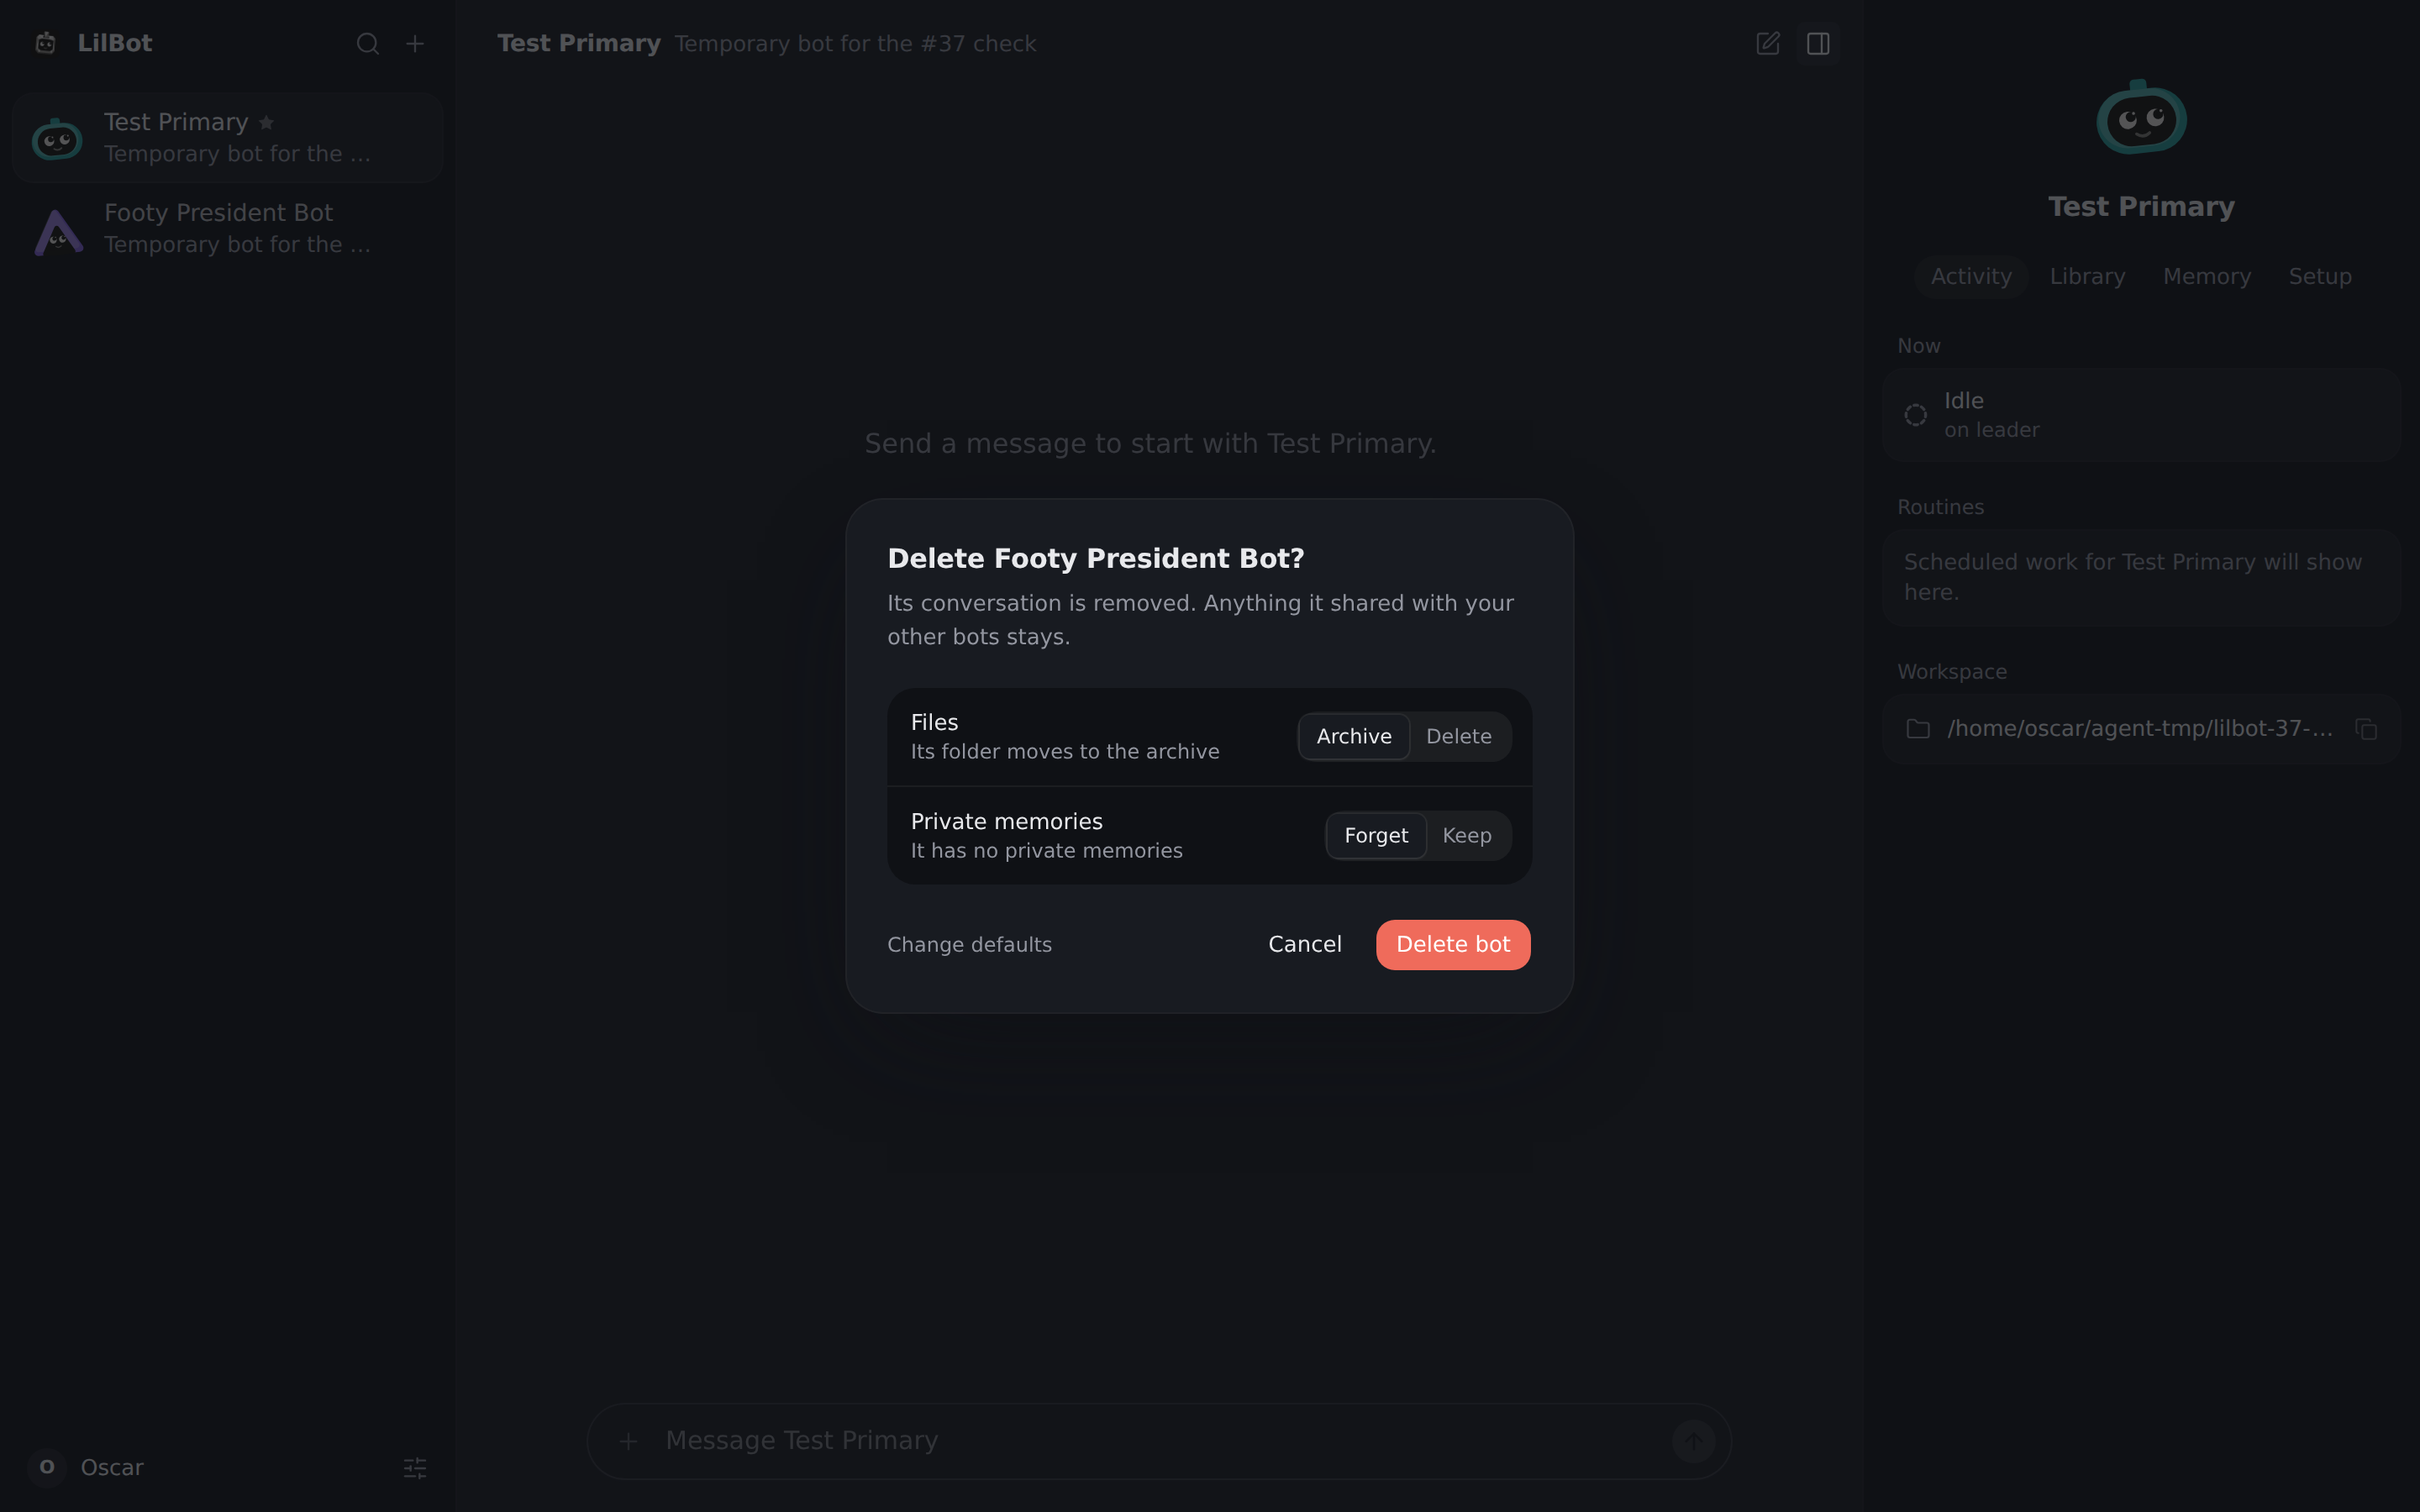 LilBot
Test Primary
Temporary bot for the …
Footy President Bot
Temporary bot for the …
O Oscar
Test Primary Temporary bot for the #37 check
Send a message to start with Test Primary.
Delete Footy President Bot?
Its conversation is removed. Anything it shared with your
other bots stays.
Files
Its folder moves to the archive
Archive Delete
Private memories
It has no private memories
Forget Keep
Change defaults Cancel Delete bot
Message Test Primary
Test Primary
Activity Library Memory Setup
Now
Idle
on leader
Routines
Scheduled work for Test Primary will show
here.
Workspace
/home/oscar/agent-tmp/lilbot-37-…